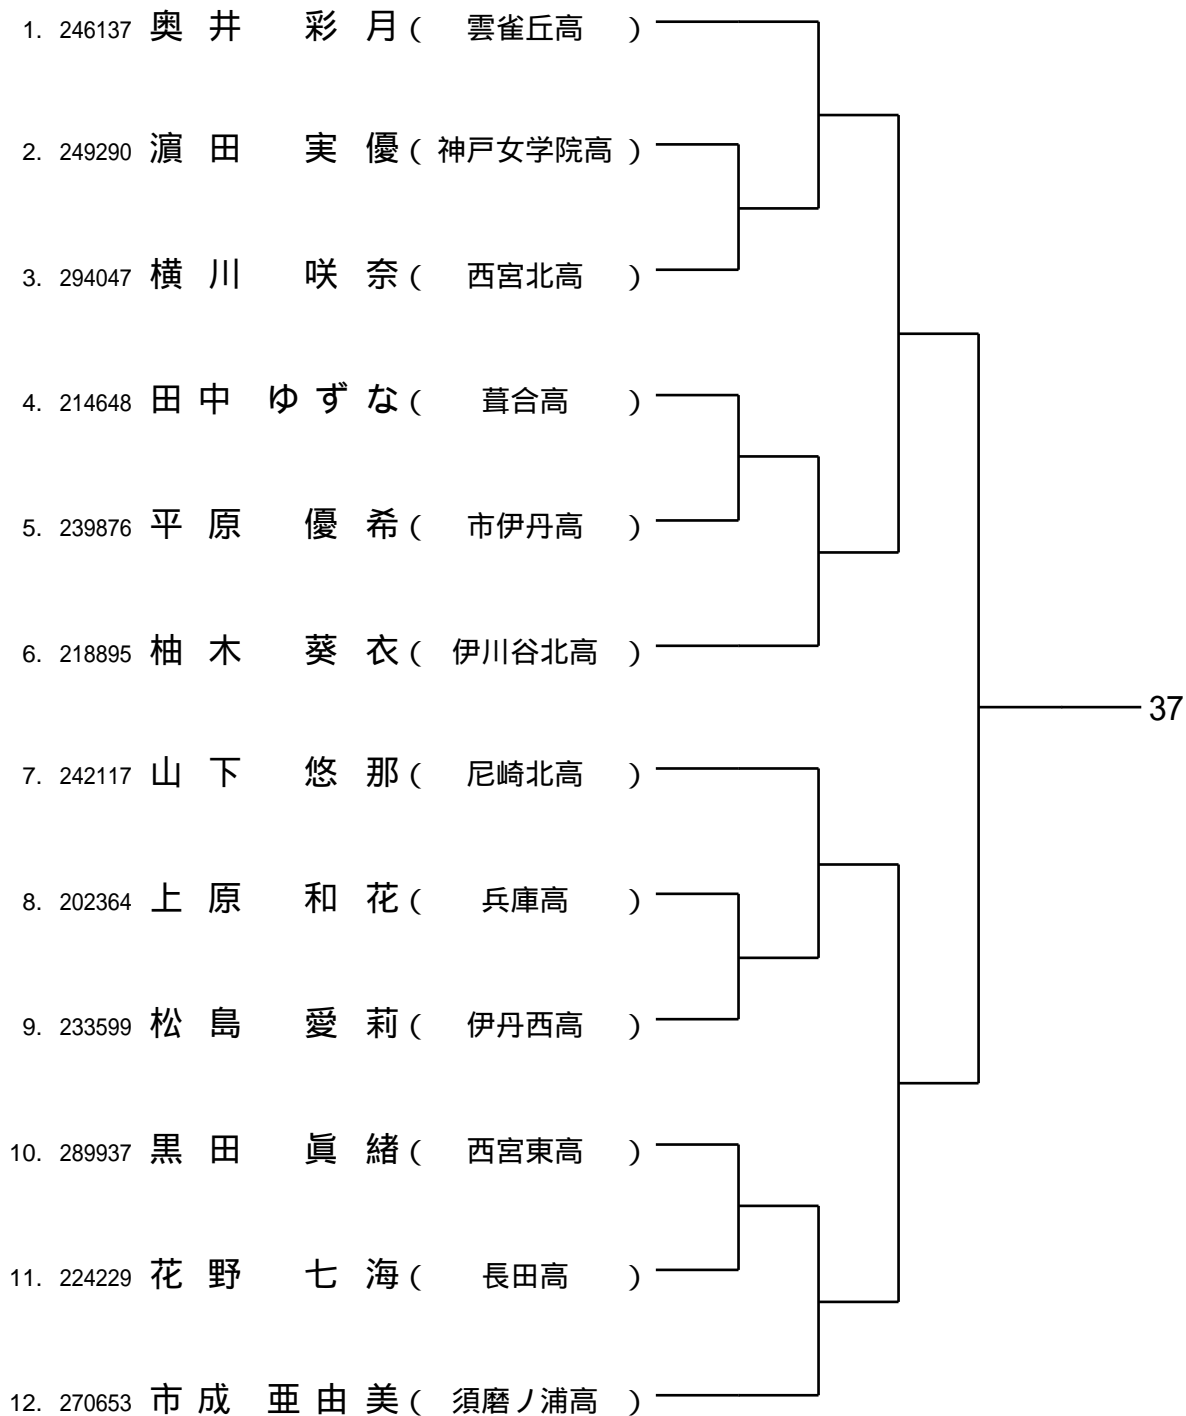 1. 246137 奥井 彩月 ( 雲雀丘高 )
2. 249290 濵田 実優 ( 神戸女学院高 )
3. 294047 横川 咲奈 ( 西宮北高 )
4. 214648 田中 ゆずな ( 葺合高 )
5. 239876 平原 優希 ( 市伊丹高 )
6. 218895 柚木 葵衣 ( 伊川谷北高 )
37
7. 242117 山下 悠那 ( 尼崎北高 )
8. 202364 上原 和花 ( 兵庫高 )
9. 233599 松島 愛莉 ( 伊丹西高 )
10. 289937 黒田 眞緒 ( 西宮東高 )
11. 224229 花野 七海 ( 長田高 )
12. 270653 市成 亜由美 ( 須磨ノ浦高 )